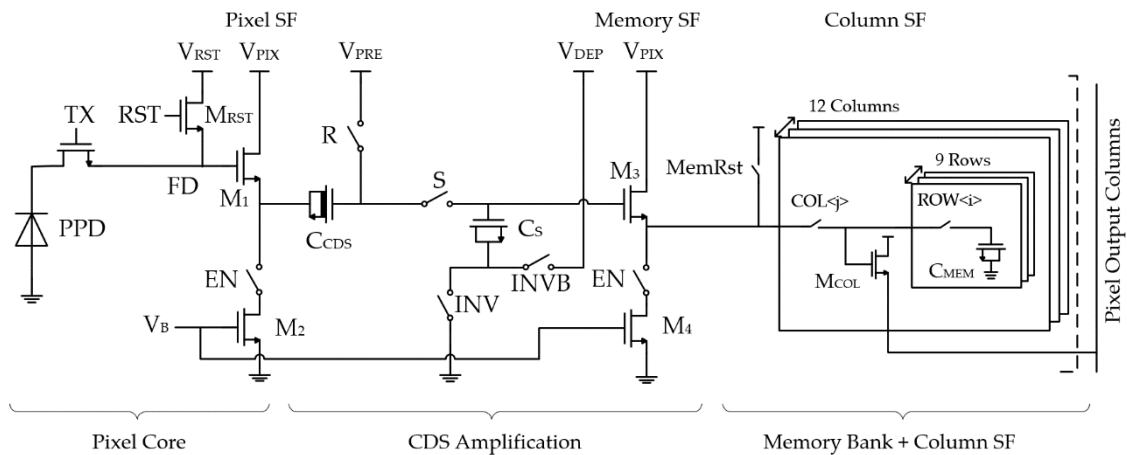 Pixel SF
Memory SF
Column SF
VRST
VPIX
VPRE
VDEP
VPIX
TX
RST
MRST
R
12 Columns
9 Rows
MemRst
FD
M1
S
M3
COL<j>
ROW<i>
PPD
CCDS
CS
MCOL
CMEM
EN
INV
INVB
EN
VB
M2
M4
Pixel Output Columns
Pixel Core
CDS Amplification
Memory Bank + Column SF